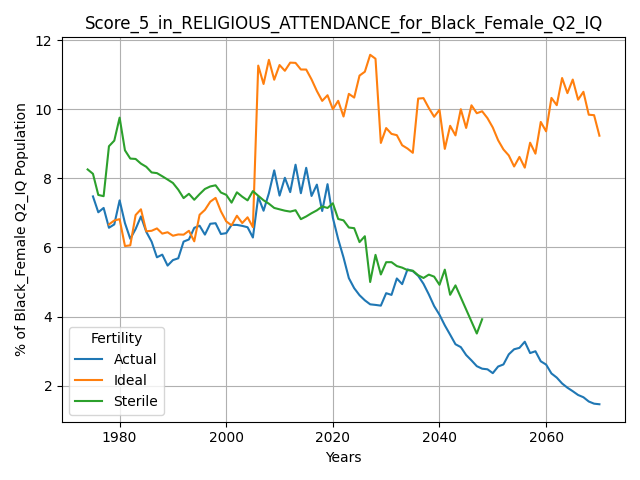 Score_5_in_RELIGIOUS_ATTENDANCE_for_Black_Female_Q2_IQ
% of Black_Female Q2_IQ Population
12
10
8
6
4
2
Fertility
Actual
Ideal
Sterile
1980 2000 2020 2040 2060
Years